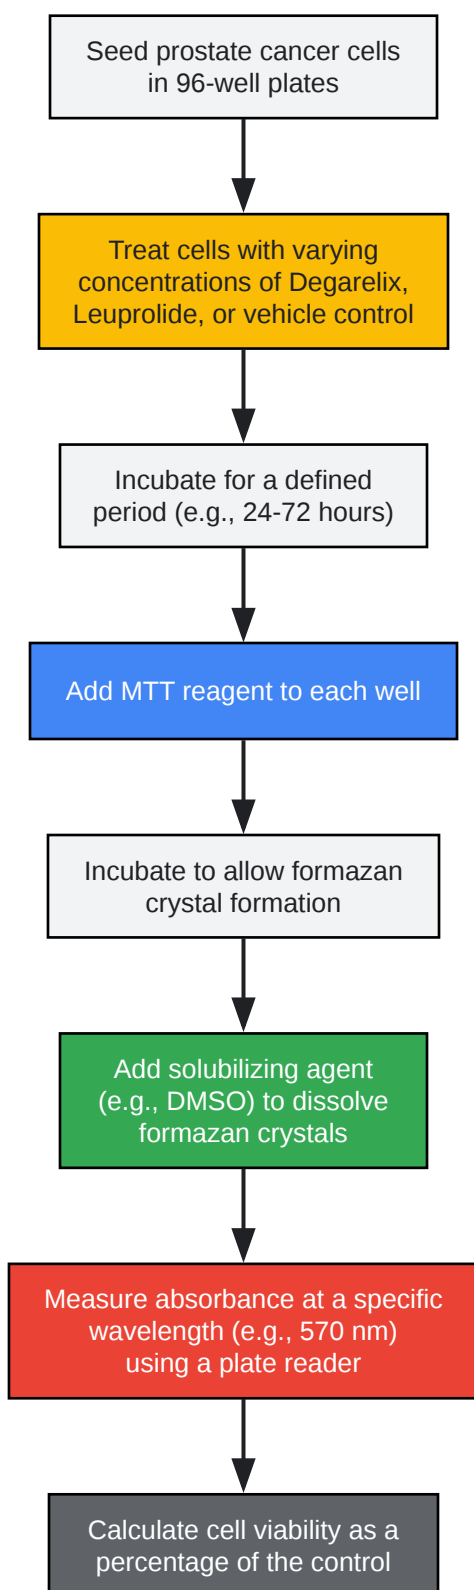 Seed prostate cancer cells
in 96-well plates
Treat cells with varying
concentrations of Degarelix,
Leuprolide, or vehicle control
Incubate for a defined
period (e.g., 24-72 hours)
Add MTT reagent to each well
Incubate to allow formazan
crystal formation
Add solubilizing agent
(e.g., DMSO) to dissolve
formazan crystals
Measure absorbance at a specific
wavelength (e.g., 570 nm)
using a plate reader
Calculate cell viability as a
percentage of the control